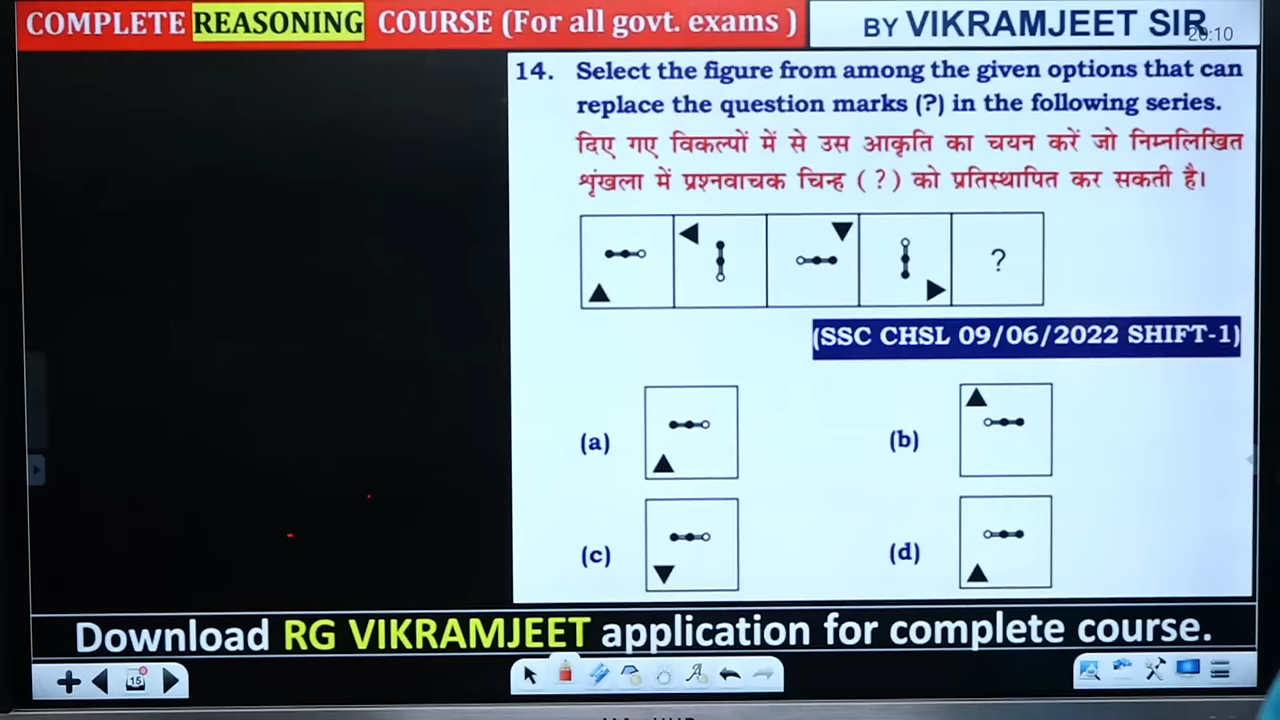 COMPLETE REASONING COURSE (For all govt. exams )
BY VIKRAMJEET SIR
20:10
14. Select the figure from among the given options that can
replace the question marks (?) in the following series.
दिए गए विकल्पों में से उस आकृति का चयन करें जो निम्नलिखित
शृंखला में प्रश्नवाचक चिन्ह ( ? ) को प्रतिस्थापित कर सकती है।
?
(SSC CHSL 09/06/2022 SHIFT-1)
(a)
(b)
(c)
(d)
Download RG VIKRAMJEET application for complete course.
15